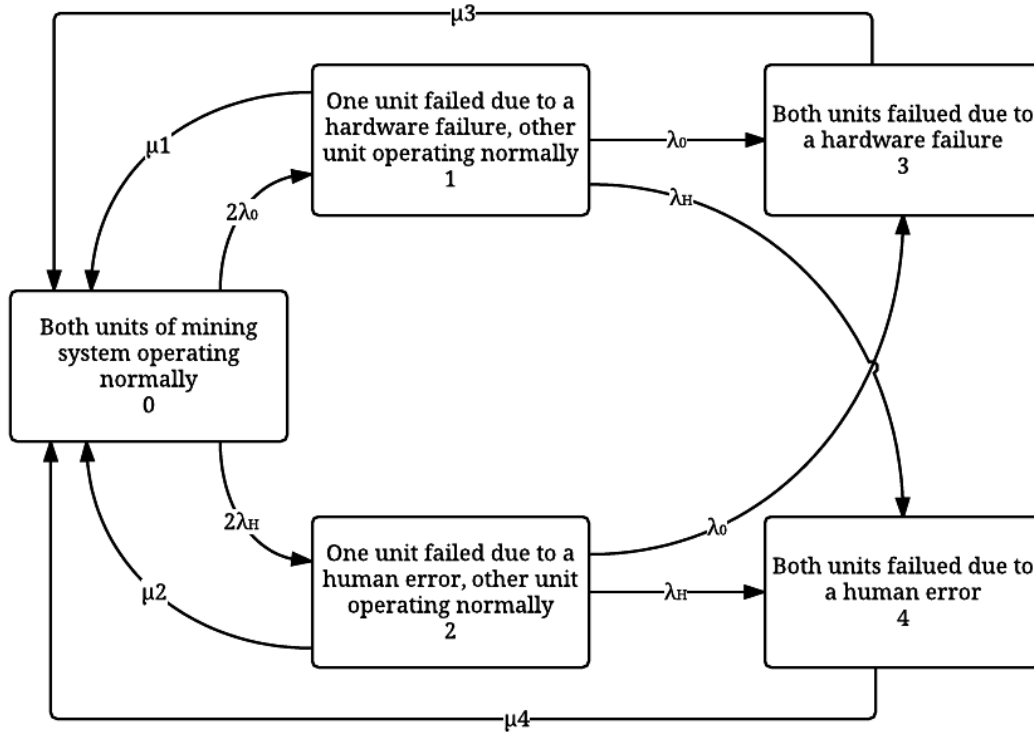 μ3
One unit failed due to a
hardware failure, other
unit operating normally
1
Both units failued due to
a hardware failure
3
μ1
λ0
λH
2λ0
Both units of mining
system operating
normally
0
2λH
μ2
One unit failed due to a
human error, other unit
operating normally
2
λ0
λH
Both units failued due to
a human error
4
μ4